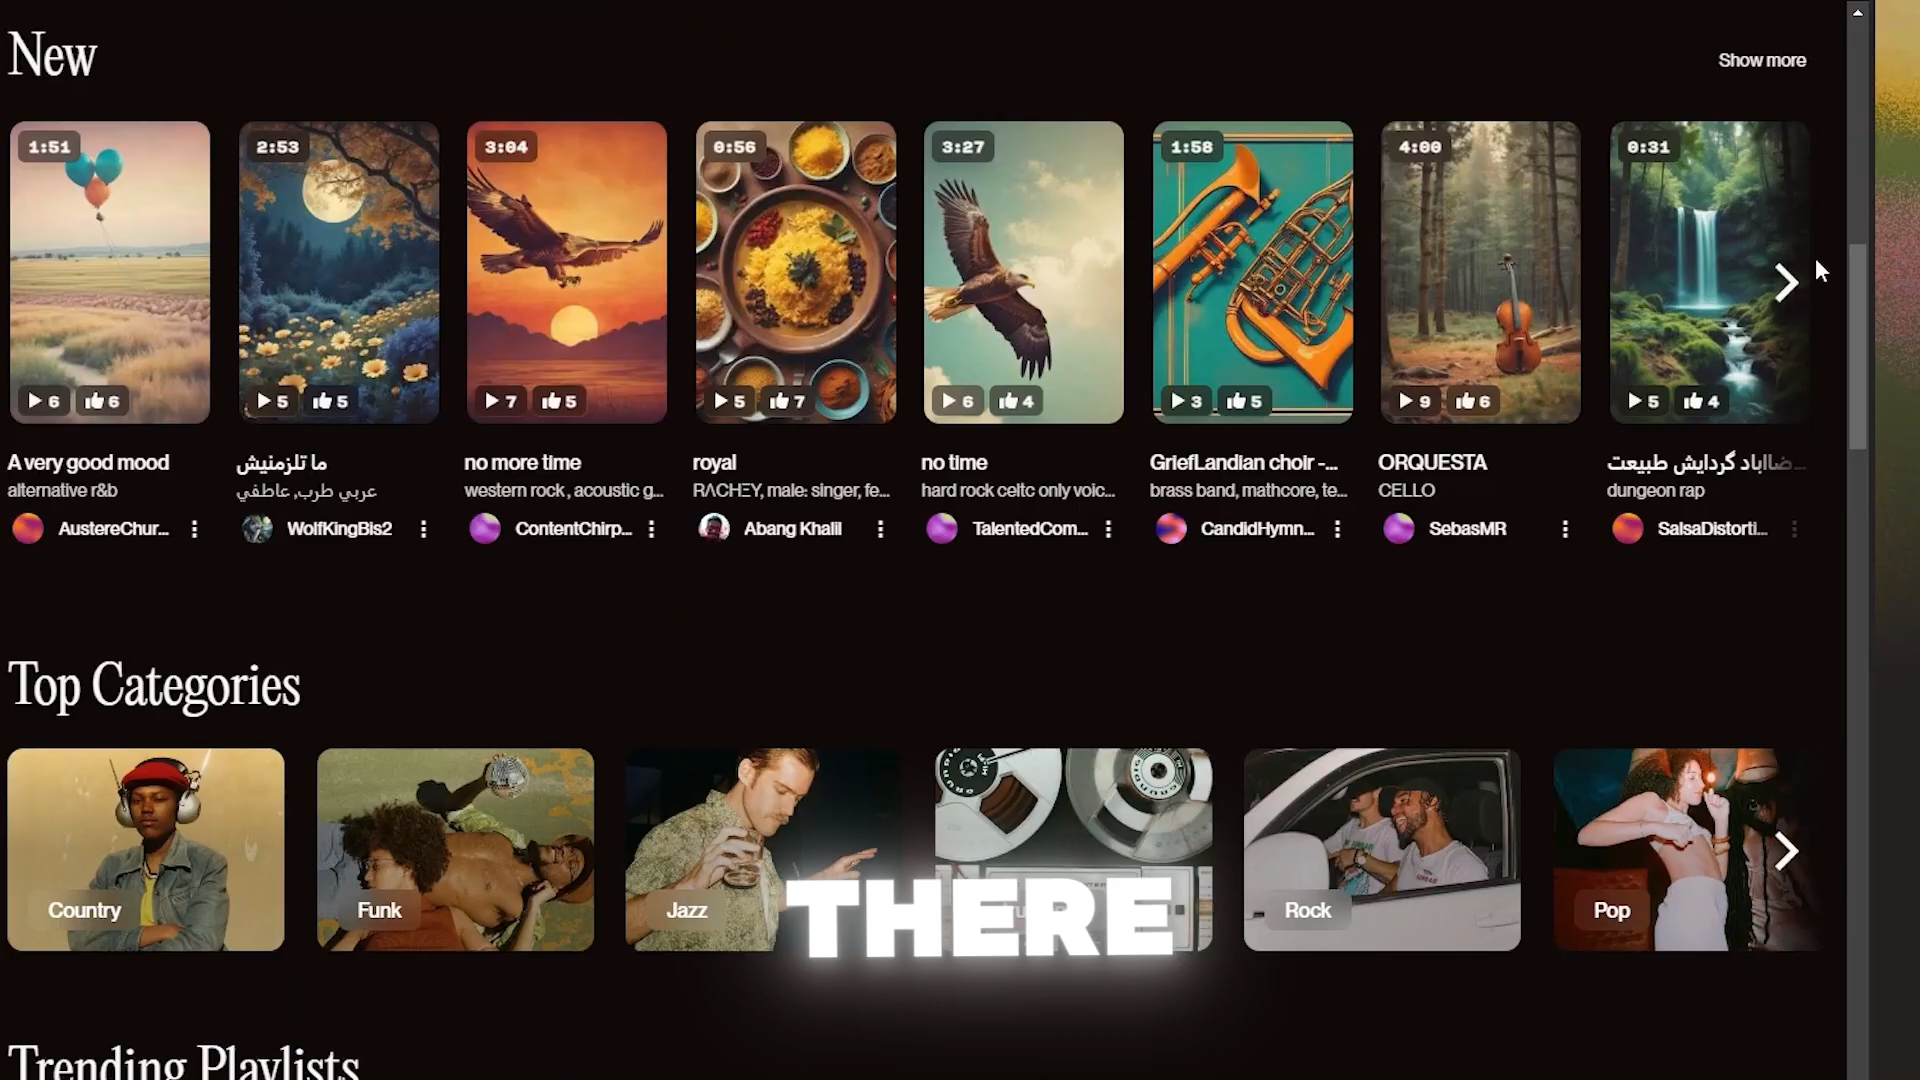 New
Show more
1:51
2:53
3:04
0:56
3:27
1:58
4:00
0:31
6 6
5 5
7 5
5 7
6 4
3 5
9 6
5 4
A very good mood
alternative r&b
AustereChur...
ما تلزمنيش
عربي طرب, عاطفي
WolfKingBis2
no more time
western rock, acoustic g...
ContentChirp...
royal
RACHEY, male: singer, fe...
Abang Khalil
no time
hard rock celtc only voic...
TalentedCom...
GriefLandian choir -...
brass band, mathcore, te...
CandidHymn...
ORQUESTA
CELLO
SebasMR
گردایش طبیعت
dungeon rap
SalsaDistorti...
Top Categories
Country
Funk
Jazz
THERE
Rock
Pop
Trending Playlists